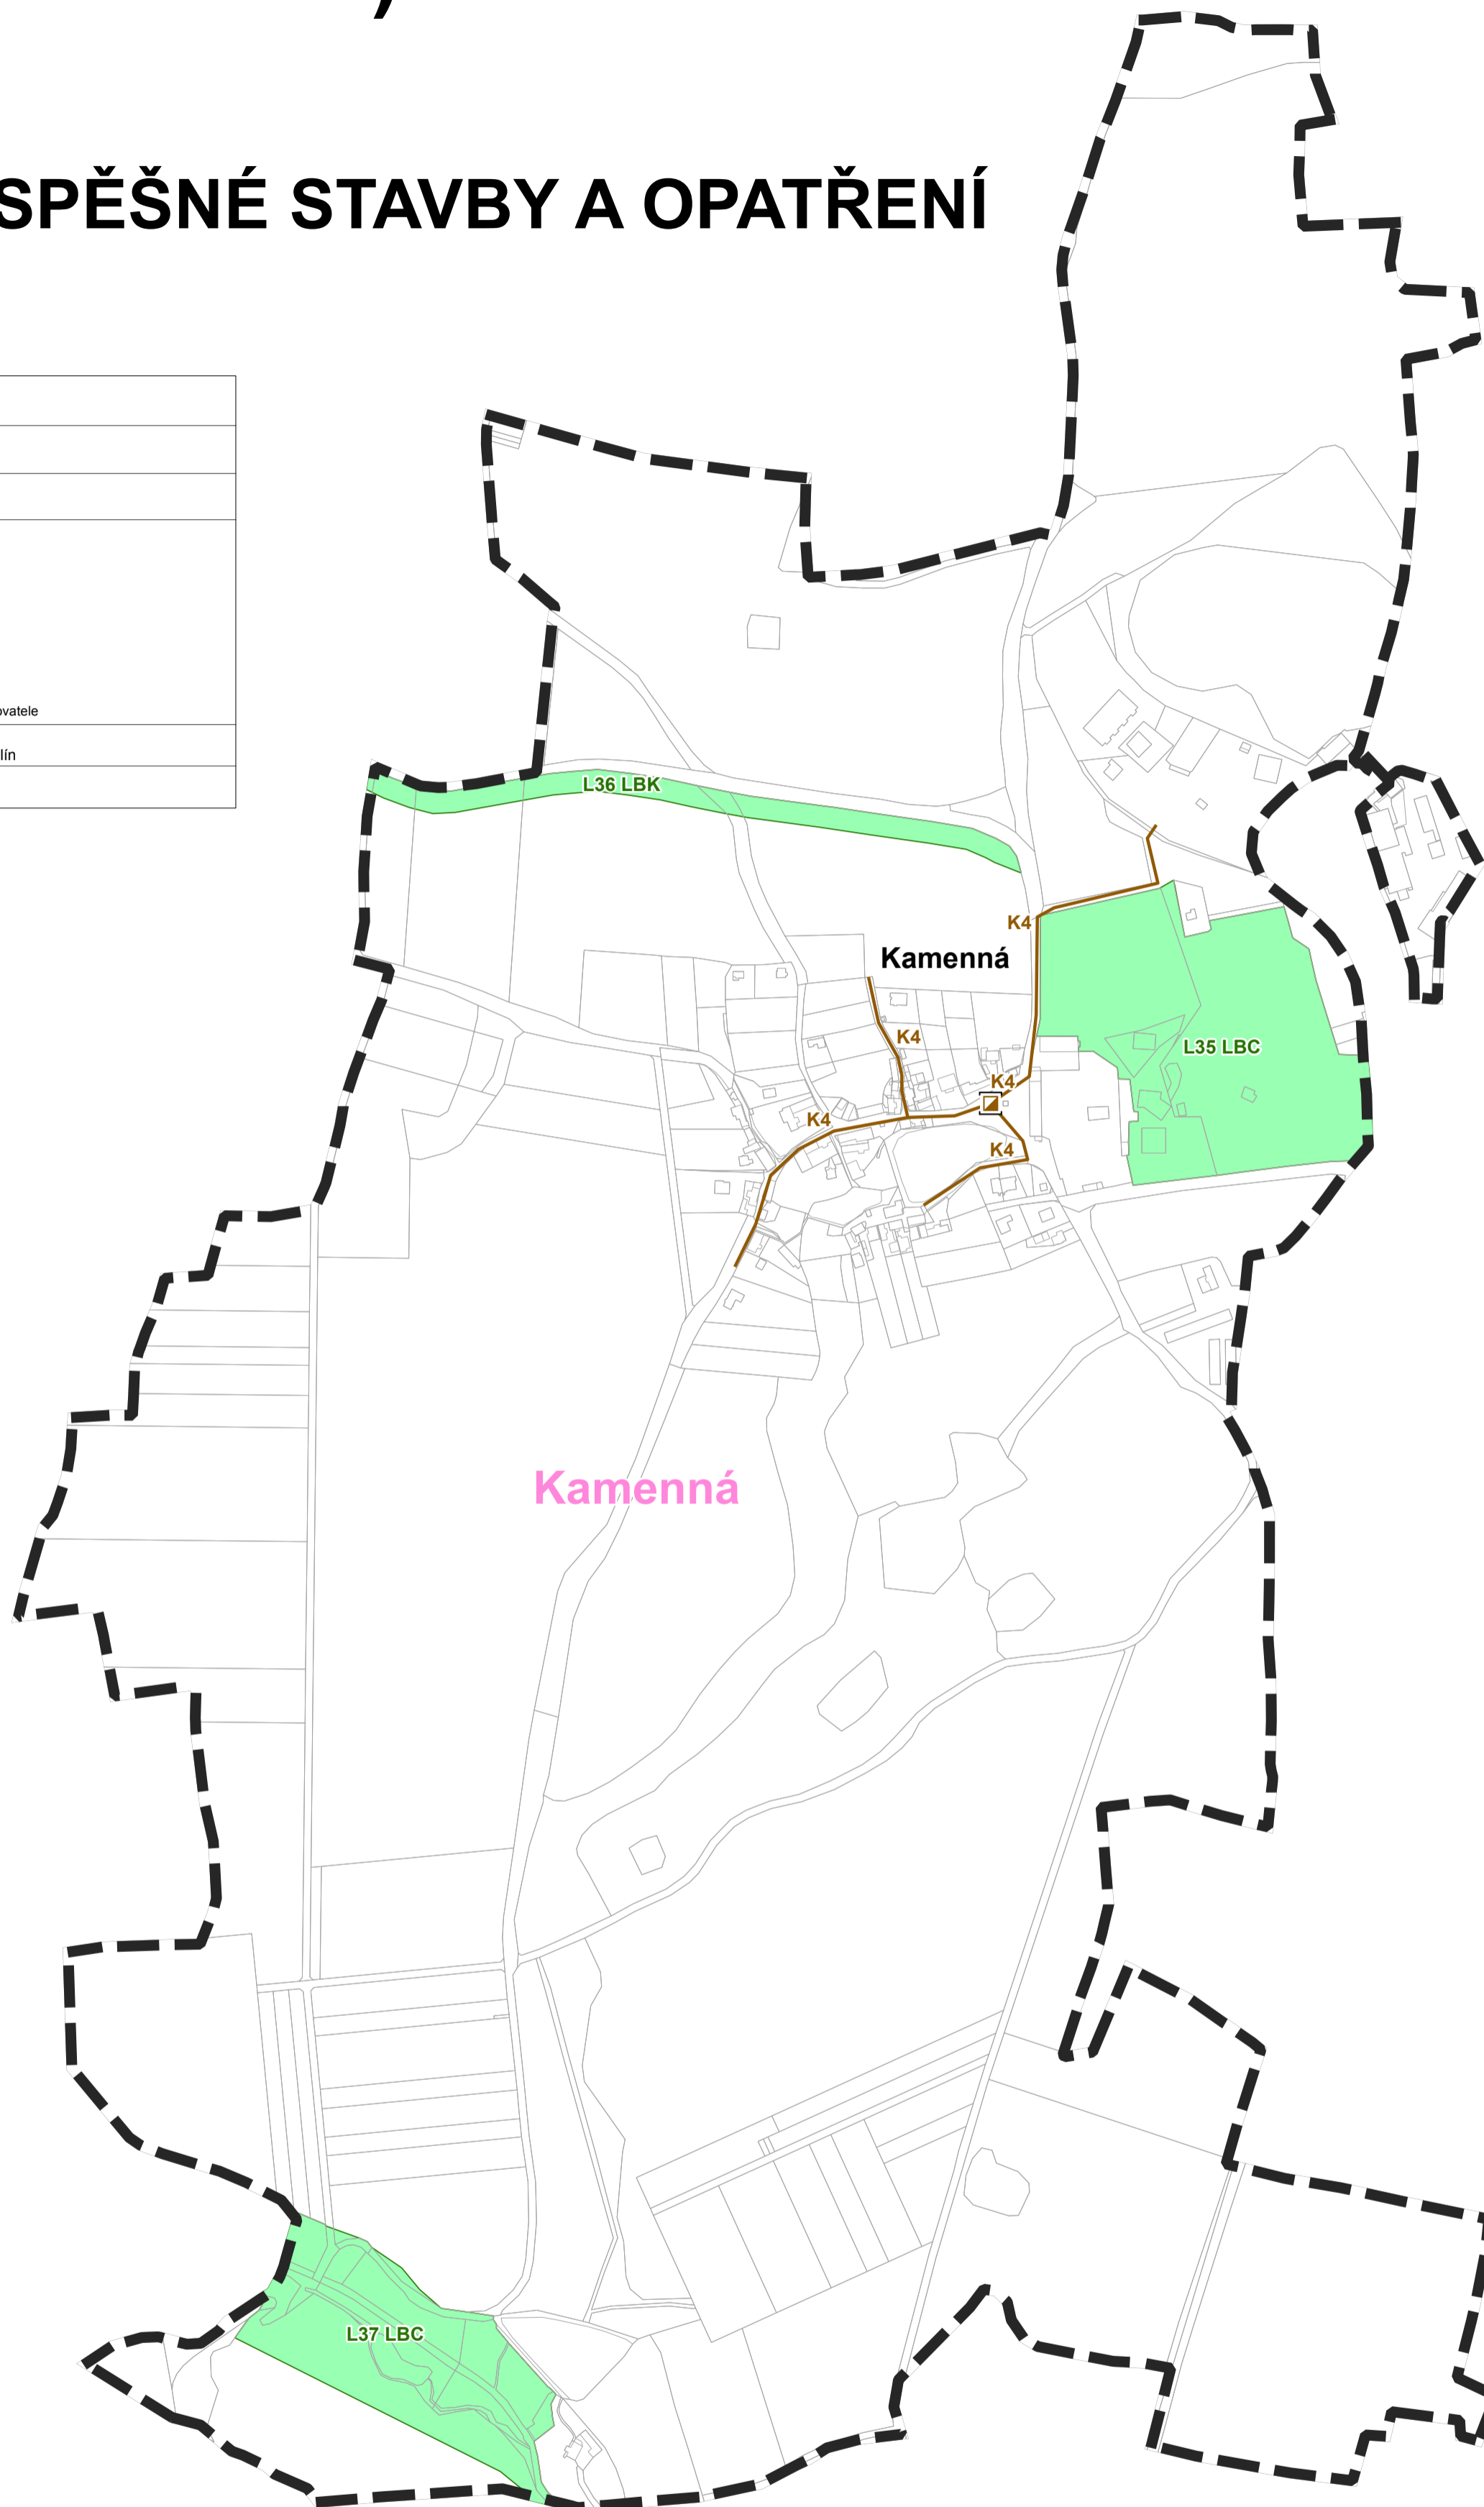 SPĚŠNÉ STAVBY A OPATŘENÍ
ovatele
lín
L36 LBK
K4
Kamenná
K4
L35 LBC
K4
K4
K4
Kamenná
L37 LBC